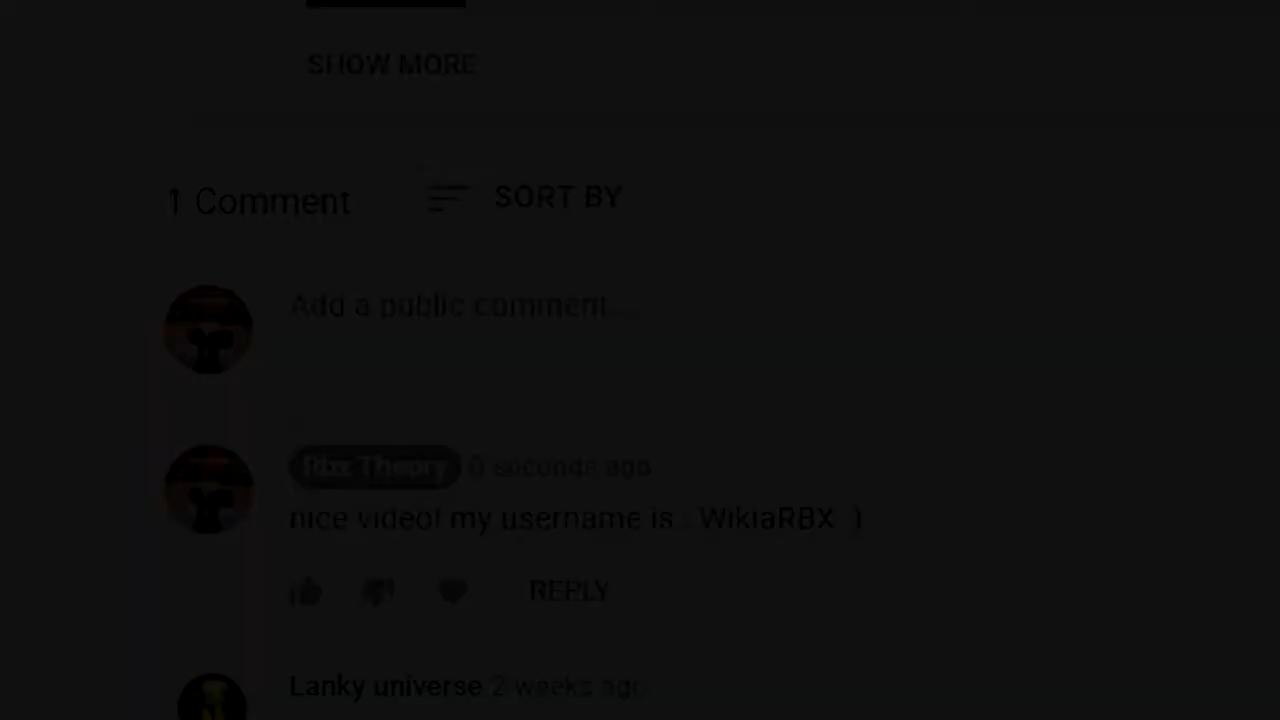 SHOW MORE
1 Comment
SORT BY
Add a public comment...
Rbx Theory 0 seconds ago
nice video! my username is : WikiaRBX :)
REPLY
Lanky universe 2 weeks ago